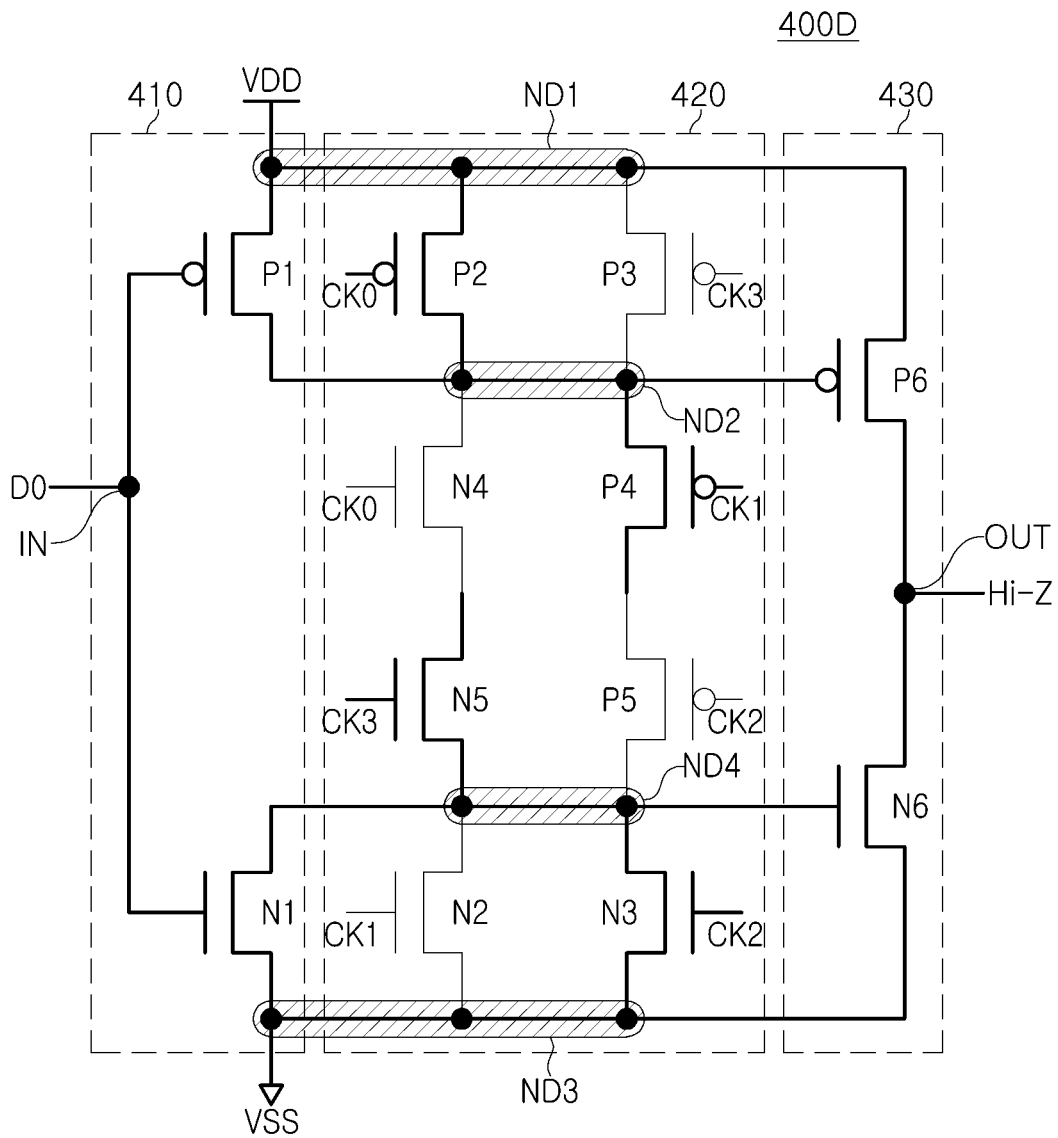 400D
VDD
410
ND1
420
430
P1
P2
P3
CK0
CK3
P6
ND2
D0
N4
P4
CK0
CK1
IN
OUT
Hi-Z
N5
P5
CK3
CK2
ND4
N6
N1
N2
N3
CK1
CK2
ND3
VSS